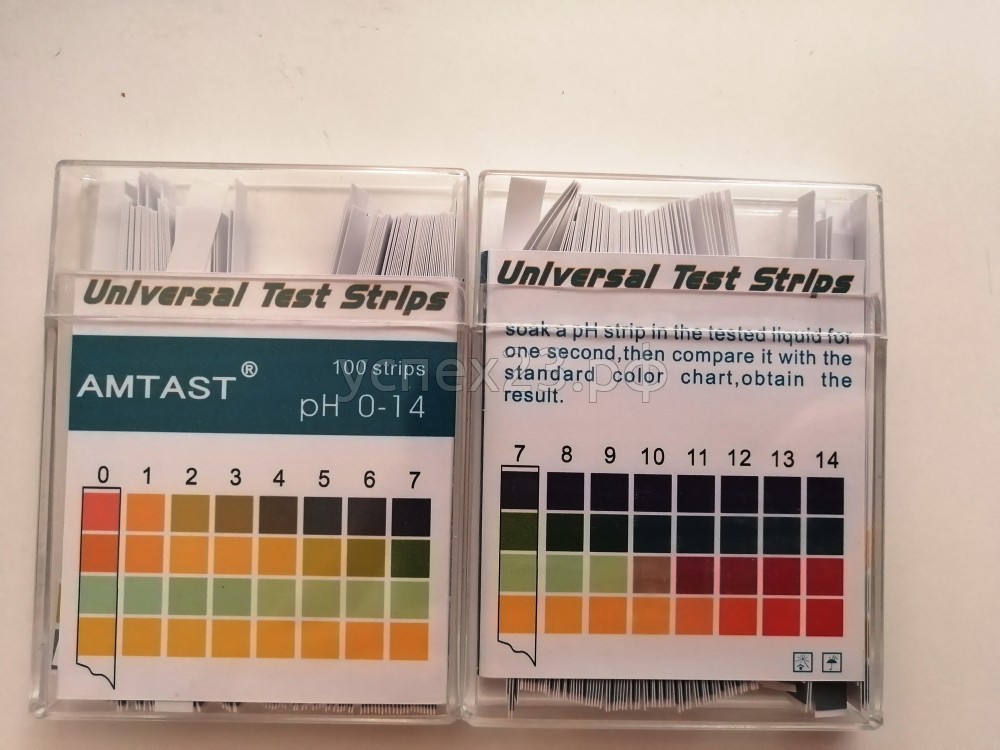 Universal Test Strips
AMTAST®
100 strips
pH 0-14
0 1 2 3 4 5 6 7
Universal Test Strips
soak a pH strip in the tested liquid for
one second,then compare it with the
standard color chart,obtain the
result.
7 8 9 10 11 12 13 14
успех23.рф